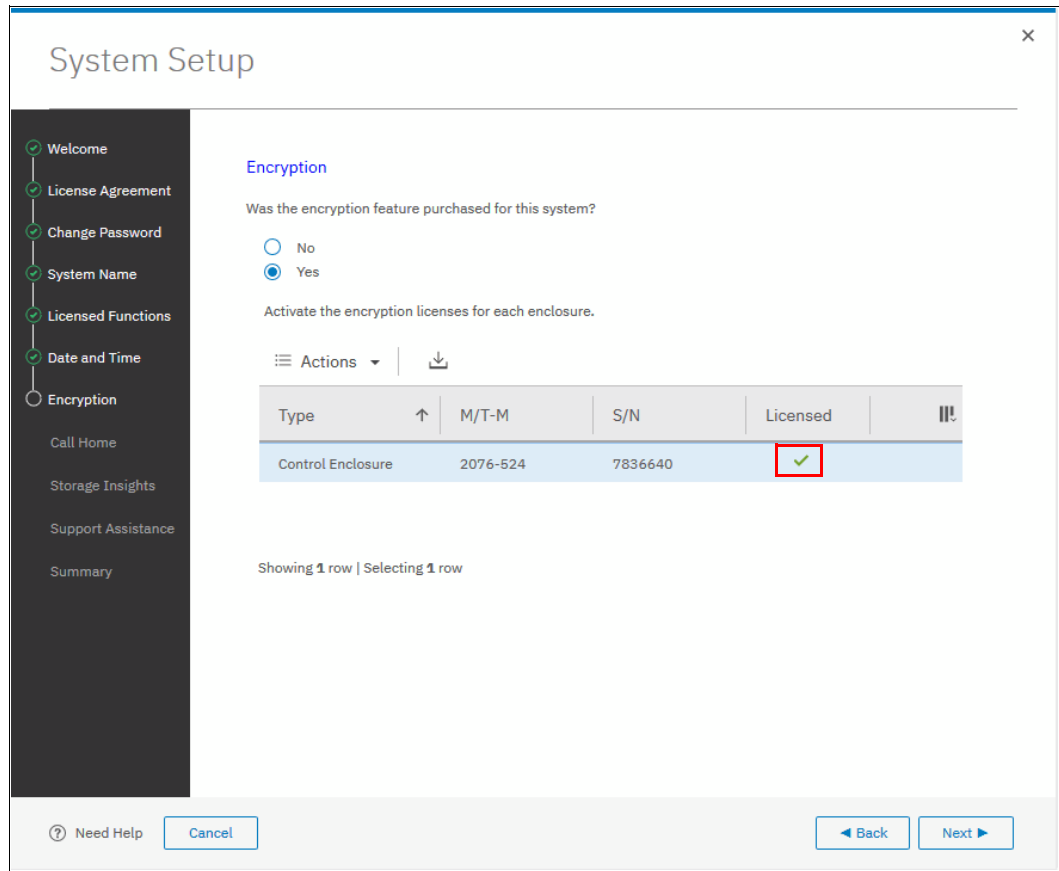 System Setup
Welcome
License Agreement
Change Password
System Name
Licensed Functions
Date and Time
Encryption
Call Home
Storage Insights
Support Assistance
Summary
Encryption
Was the encryption feature purchased for this system?
No
Yes
Activate the encryption licenses for each enclosure.
Actions
Type M/T-M S/N Licensed
Control Enclosure 2076-524 7836640
Showing 1 row | Selecting 1 row
? Need Help Cancel Back Next